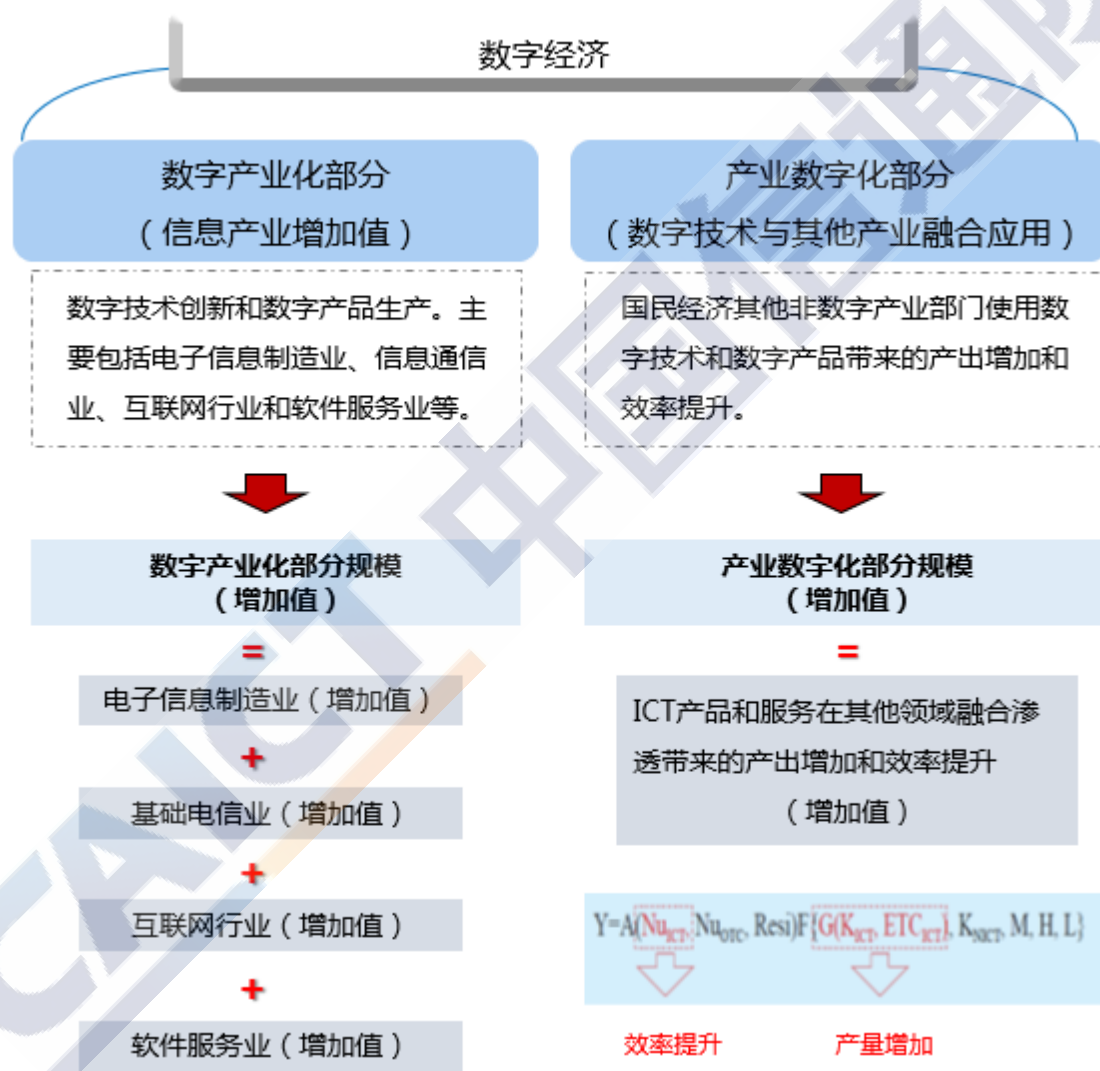 数字经济
数字产业化部分
（信息产业增加值）
数字技术创新和数字产品生产。主
要包括电子信息制造业、信息通信
业、互联网行业和软件服务业等。
数字产业化部分规模
（增加值）
=
电子信息制造业（增加值）
+
基础电信业（增加值）
+
互联网行业（增加值）
+
软件服务业（增加值）
产业数字化部分
（数字技术与其他产业融合应用）
国民经济其他非数字产业部门使用数
字技术和数字产品带来的产出增加和
效率提升。
产业数字化部分规模
（增加值）
=
ICT产品和服务在其他领域融合渗
透带来的产出增加和效率提升
（增加值）
Y=A(Nu_ICT, Nu_OTC, Resi)F{G(K_ICT, ETC_ICT), K_NICT, M, H, L}
效率提升 产量增加
CAICT 中国信通院